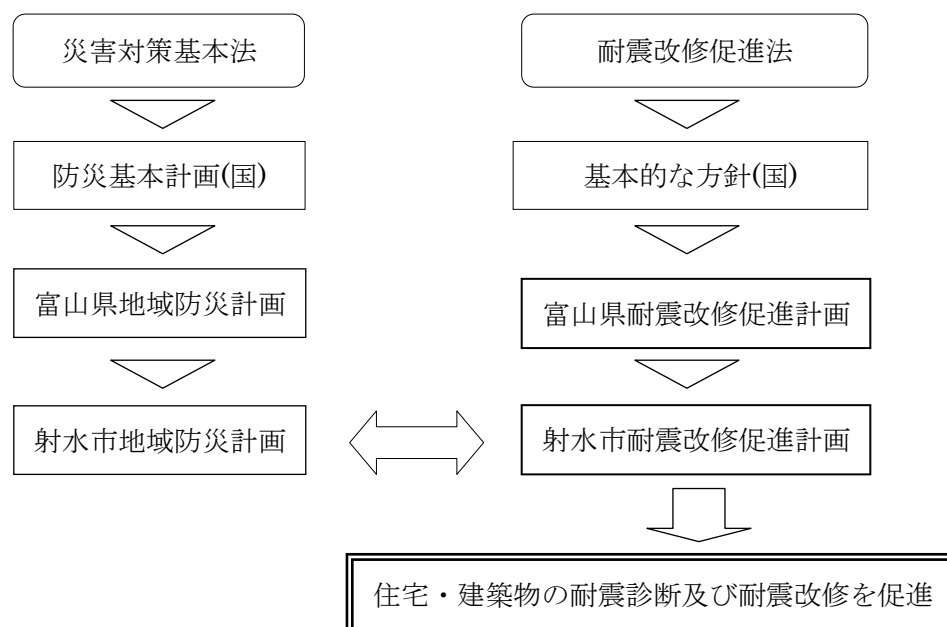 災害対策基本法
耐震改修促進法
防災基本計画(国)
基本的な方針(国)
富山県地域防災計画
富山県耐震改修促進計画
射水市地域防災計画
射水市耐震改修促進計画
住宅・建築物の耐震診断及び耐震改修を促進